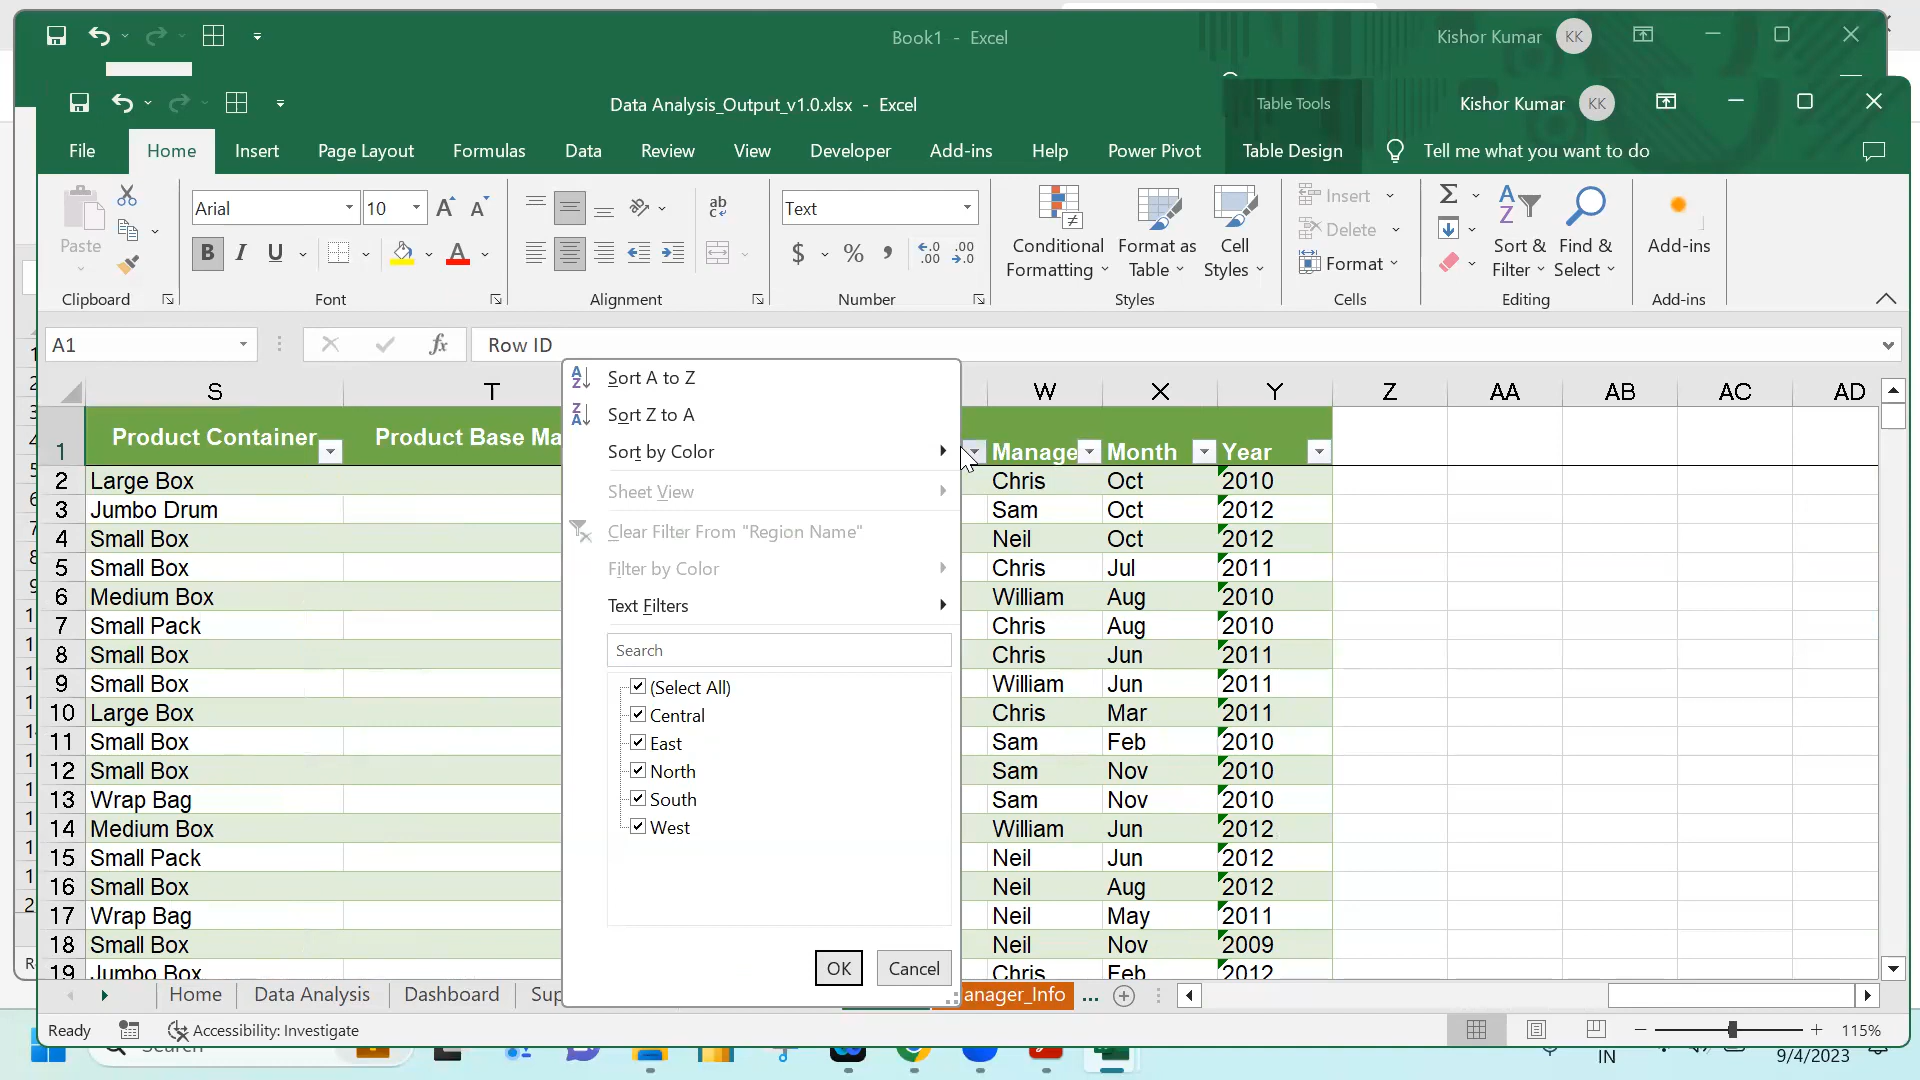 Book1 - Excel
Kishor Kumar KK
Data Analysis_Output_v1.0.xlsx - Excel
Table Tools
Kishor Kumar KK
File Home Insert Page Layout Formulas Data Review View Developer Add-ins Help Power Pivot Table Design Tell me what you want to do
Paste
Arial 10
ab
Text
Conditional Formatting
Format as Table
Cell Styles
Insert
Delete
Format
Sort & Filter
Find & Select
Add-ins
B I U
$ % ,
Clipboard Font Alignment Number Styles Cells Editing Add-ins
A1 fx Row ID
S T W X Y Z AA AB AC AD
1 Product Container Product Base Ma Manage Month Year
2 Large Box Chris Oct 2010
3 Jumbo Drum Sam Oct 2012
4 Small Box Neil Oct 2012
5 Small Box Chris Jul 2011
6 Medium Box William Aug 2010
7 Small Pack Chris Aug 2010
8 Small Box Chris Jun 2011
9 Small Box William Jun 2011
10 Large Box Chris Mar 2011
11 Small Box Sam Feb 2010
12 Small Box Sam Nov 2010
13 Wrap Bag Sam Nov 2010
14 Medium Box William Jun 2012
15 Small Pack Neil Jun 2012
16 Small Box Neil Aug 2012
17 Wrap Bag Neil May 2011
18 Small Box Neil Nov 2009
19 Jumbo Box Chris Feb 2012
Sort A to Z
Sort Z to A
Sort by Color
Sheet View
Clear Filter From "Region Name"
Filter by Color
Text Filters
Search
(Select All)
Central
East
North
South
West
OK Cancel
Home Data Analysis Dashboard Sup anager_Info ...
Ready Accessibility: Investigate 115%
Search
IN 9/4/2023